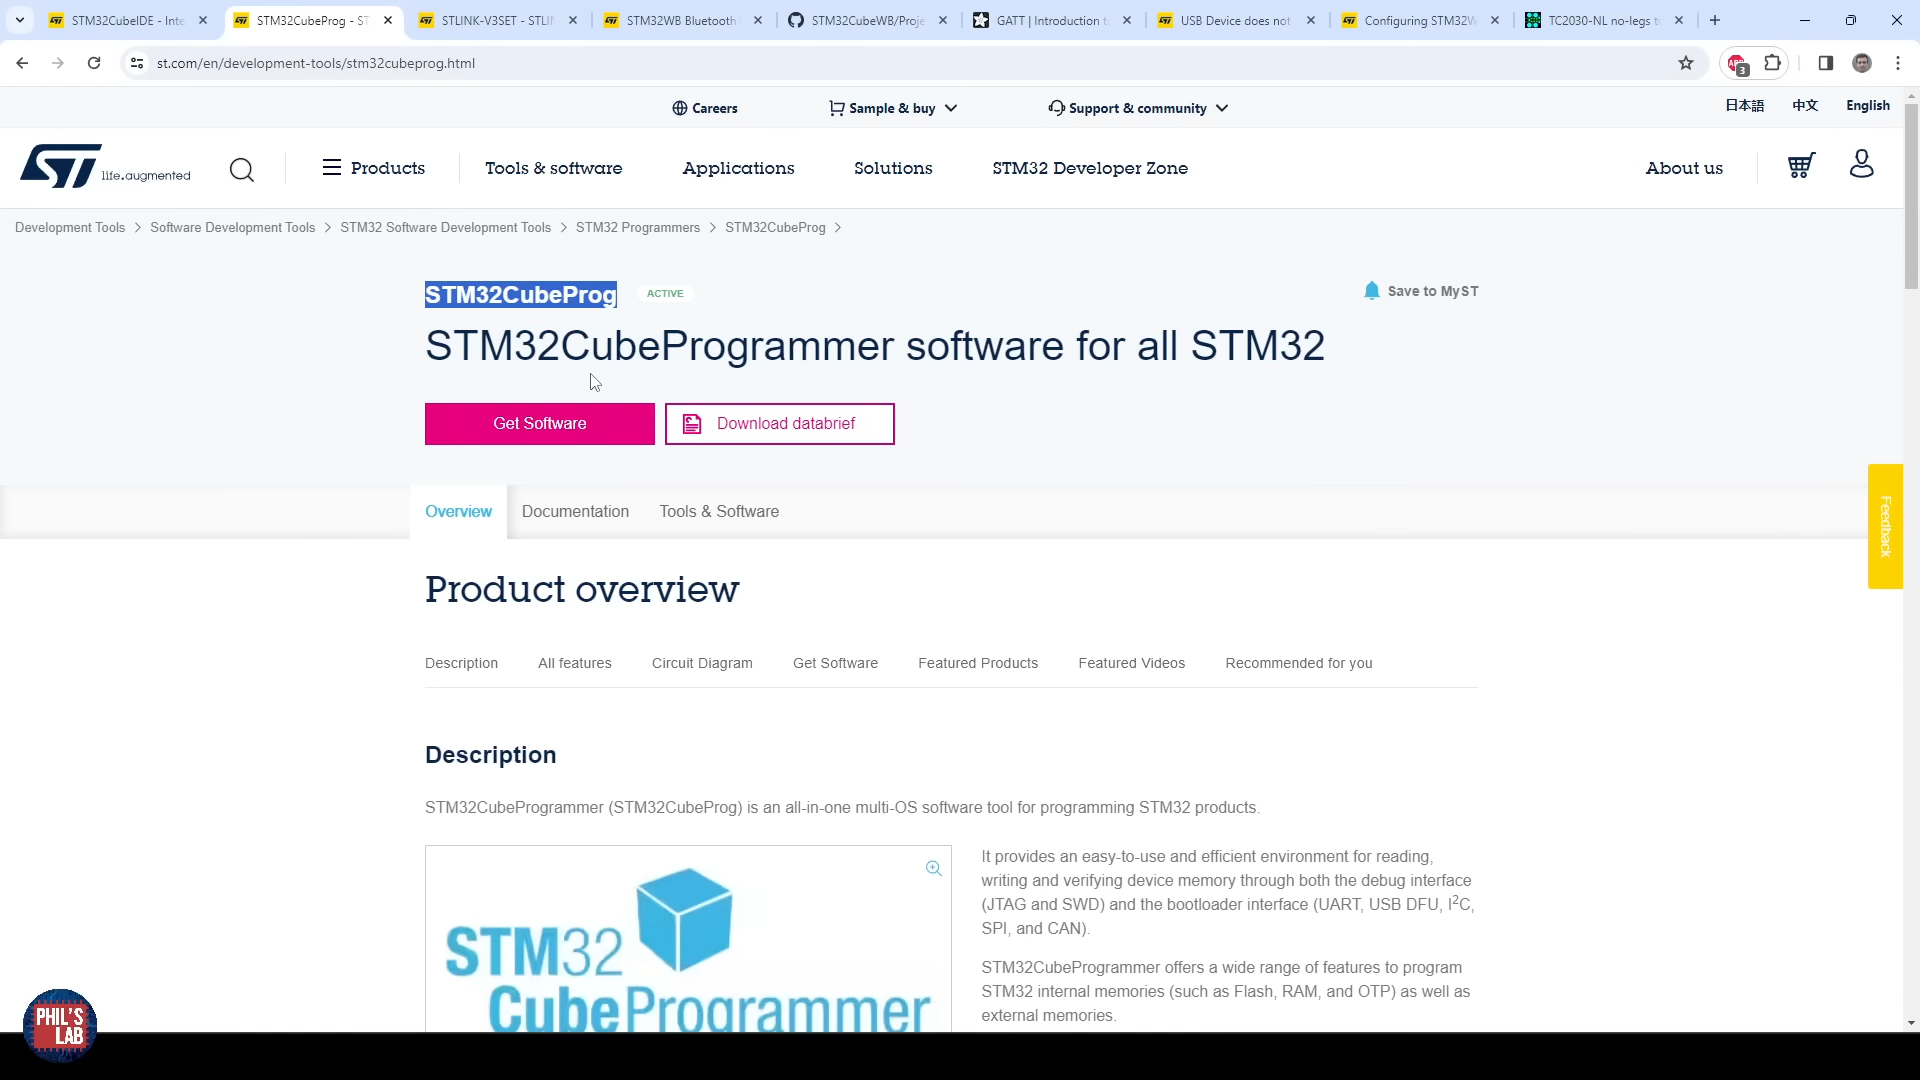 STM32CubeIDE - Inte
STM32CubeProg - ST
STLINK-V3SET - STLIN
STM32WB Bluetooth
STM32CubeWB/Proje
GATT | Introduction t
USB Device does not
Configuring STM32W
TC2030-NL no-legs t
st.com/en/development-tools/stm32cubeprog.html
3
Careers
Sample & buy
Support & community
日本語
中文
English
ST life.augmented
Products
Tools & software
Applications
Solutions
STM32 Developer Zone
About us
Development Tools > Software Development Tools > STM32 Software Development Tools > STM32 Programmers > STM32CubeProg >
STM32CubeProg
ACTIVE
Save to MyST
STM32CubeProgrammer software for all STM32
Get Software
Download databrief
Feedback
Overview
Documentation
Tools & Software
Product overview
Description
All features
Circuit Diagram
Get Software
Featured Products
Featured Videos
Recommended for you
Description
STM32CubeProgrammer (STM32CubeProg) is an all-in-one multi-OS software tool for programming STM32 products.
STM32
CubeProgrammer
It provides an easy-to-use and efficient environment for reading,
writing and verifying device memory through both the debug interface
(JTAG and SWD) and the bootloader interface (UART, USB DFU, I²C,
SPI, and CAN).
STM32CubeProgrammer offers a wide range of features to program
STM32 internal memories (such as Flash, RAM, and OTP) as well as
external memories.
PHIL'S
LAB